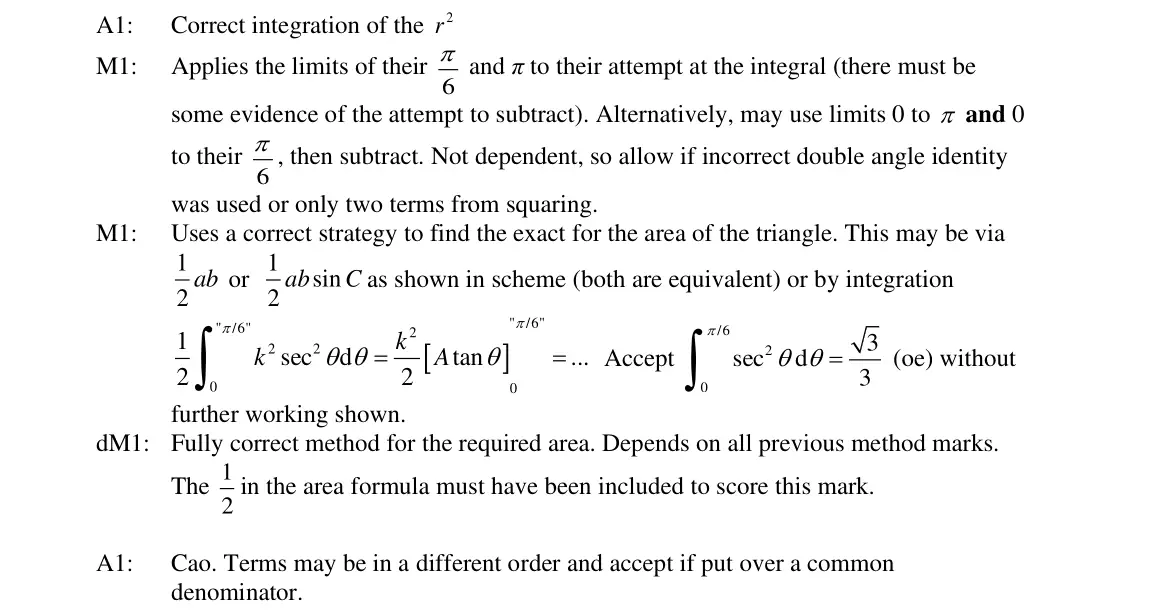 A1: Correct integration of the r²
M1: Applies the limits of their π/6 and π to their attempt at the integral (there must be
some evidence of the attempt to subtract). Alternatively, may use limits 0 to π and 0
to their π/6, then subtract. Not dependent, so allow if incorrect double angle identity
was used or only two terms from squaring.
M1: Uses a correct strategy to find the exact for the area of the triangle. This may be via
1/2 ab or 1/2 ab sin C as shown in scheme (both are equivalent) or by integration
1/2 ∫₀^"π/6" k² sec² θdθ = k²/2 [A tan θ]₀^"π/6" = ... Accept ∫₀^π/6 sec² θdθ = √3/3 (oe) without
further working shown.
dM1: Fully correct method for the required area. Depends on all previous method marks.
The 1/2 in the area formula must have been included to score this mark.
A1: Cao. Terms may be in a different order and accept if put over a common
denominator.